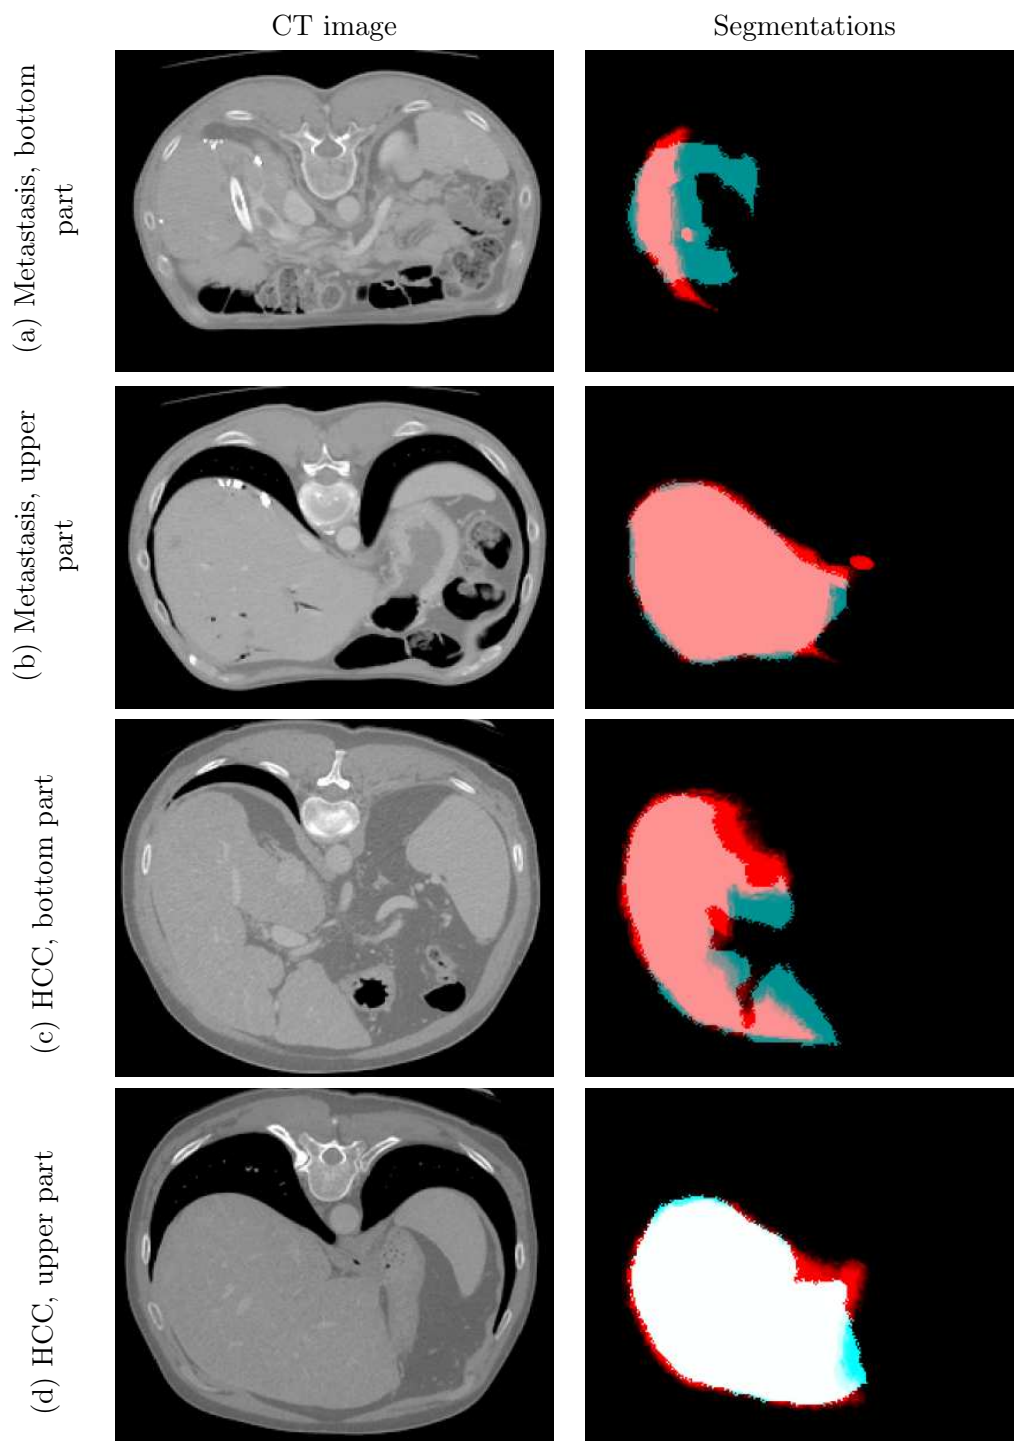 CT image
Segmentations
(a) Metastasis, bottom
part
(b) Metastasis, upper
part
(c) HCC, bottom part
(d) HCC, upper part